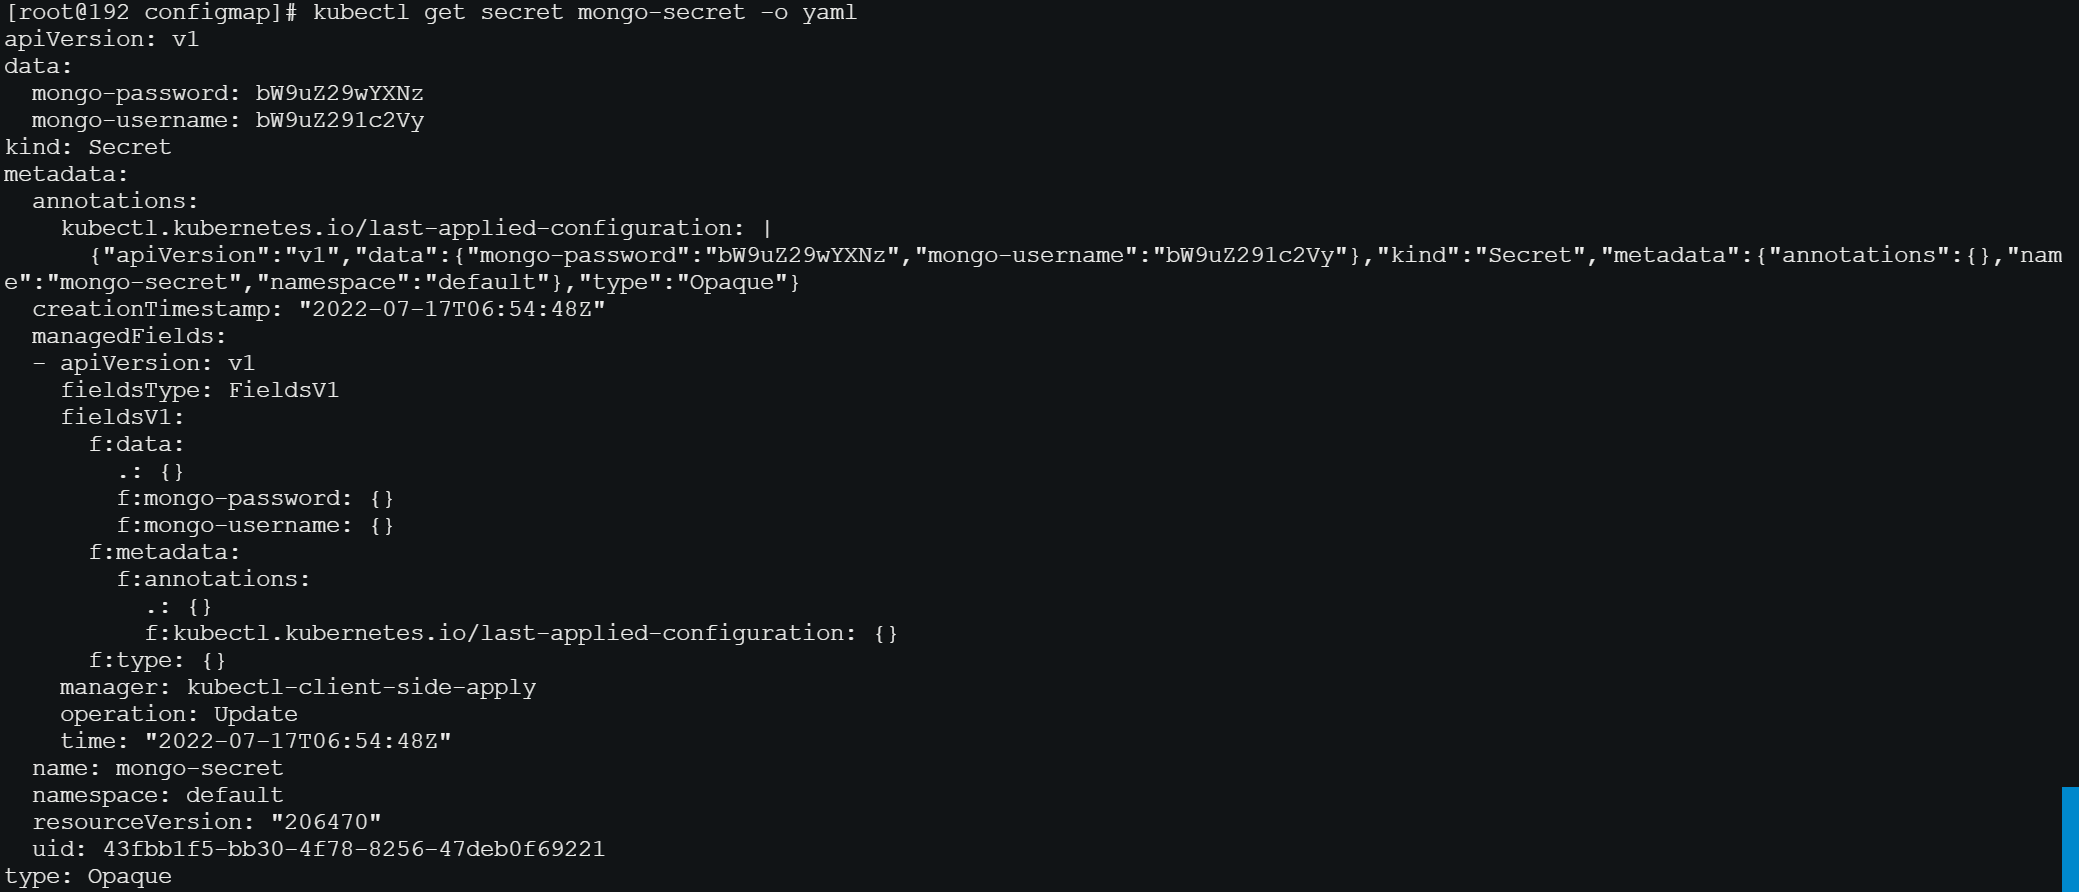 [root@192 configmap]# kubectl get secret mongo-secret -o yaml
apiVersion: v1
data:
  mongo-password: bW9uZ29wYXNz
  mongo-username: bW9uZ291c2Vy
kind: Secret
metadata:
  annotations:
    kubectl.kubernetes.io/last-applied-configuration: |
      {"apiVersion":"v1","data":{"mongo-password":"bW9uZ29wYXNz","mongo-username":"bW9uZ291c2Vy"},"kind":"Secret","metadata":{"annotations":{},"nam
e":"mongo-secret","namespace":"default"},"type":"Opaque"}
  creationTimestamp: "2022-07-17T06:54:48Z"
  managedFields:
  - apiVersion: v1
    fieldsType: FieldsV1
    fieldsV1:
      f:data:
        .: {}
        f:mongo-password: {}
        f:mongo-username: {}
      f:metadata:
        f:annotations:
          .: {}
          f:kubectl.kubernetes.io/last-applied-configuration: {}
      f:type: {}
    manager: kubectl-client-side-apply
    operation: Update
    time: "2022-07-17T06:54:48Z"
  name: mongo-secret
  namespace: default
  resourceVersion: "206470"
  uid: 43fbb1f5-bb30-4f78-8256-47deb0f69221
type: Opaque